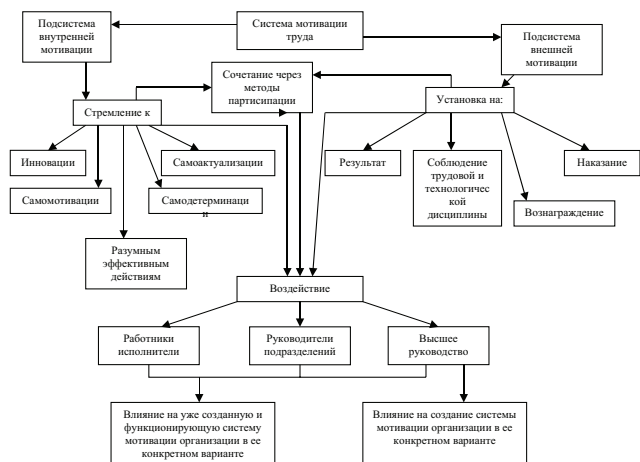 Подсистема
внутренней
мотивации
Система мотивации
труда
Подсистема
внешней
мотивации
Сочетание через
методы
партисипации
Стремление к
Установка на:
Инновации
Самоактуализации
Результат
Соблюдение
трудовой и
технологичес
кой
дисциплины
Наказание
Самомотивации
Самодетерминаци
и
Вознаграждение
Разумным
эффективным
действиям
Воздействие
Работники
исполнители
Руководители
подразделений
Высшее
руководство
Влияние на уже созданную и
функционирующую систему
мотивации организации в ее
конкретном варианте
Влияние на создание системы
мотивации организации в ее
конкретном варианте